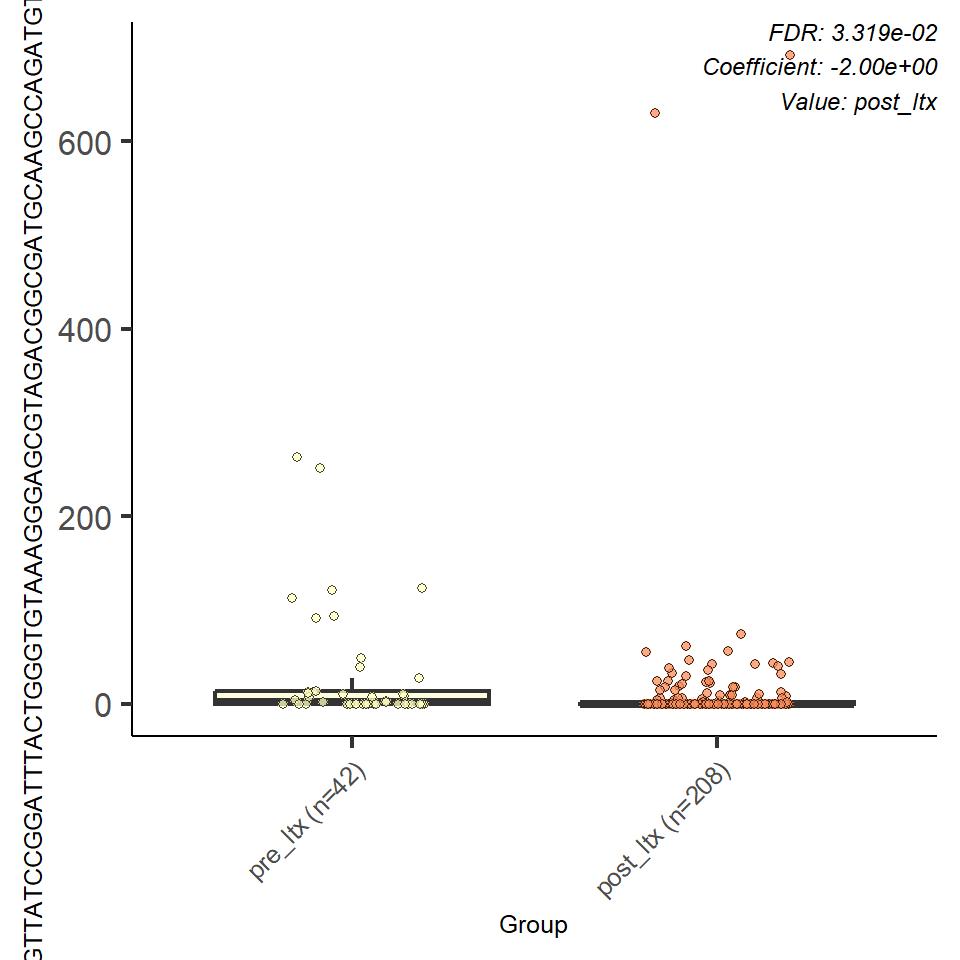 GTTATCCGGATTTACTGGGTGTAAAGGGAGCGTAGACGGCGATGCAAGCCAGATGT
FDR: 3.319e-02
Coefficient: -2.00e+00
Value: post_ltx
600
400
200
0
pre_ltx (n=42)
post_ltx (n=208)
Group